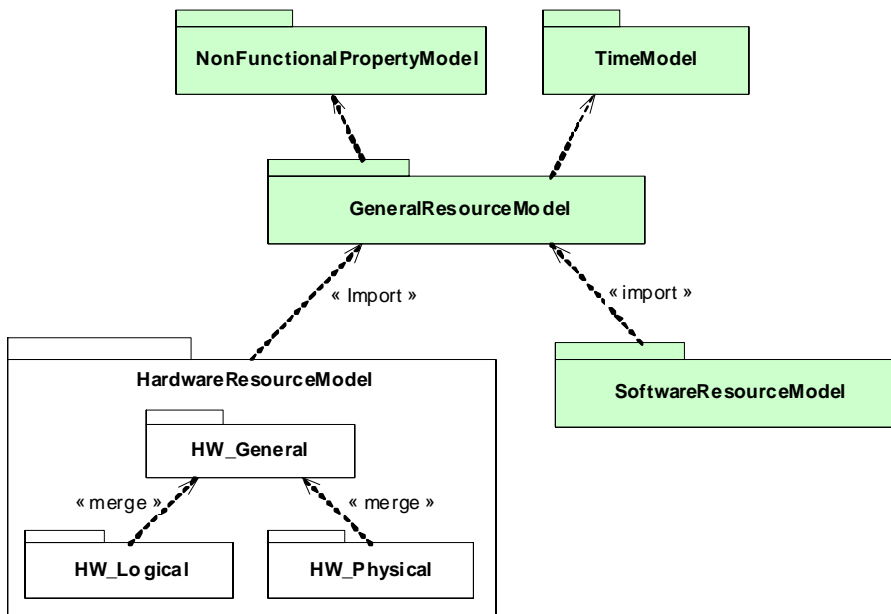 NonFunctionalPropertyModel
TimeModel
GeneralResourceModel
« Import »
« import »
HardwareResourceModel
SoftwareResourceModel
HW_General
« merge »
« merge »
HW_Logical
HW_Physical